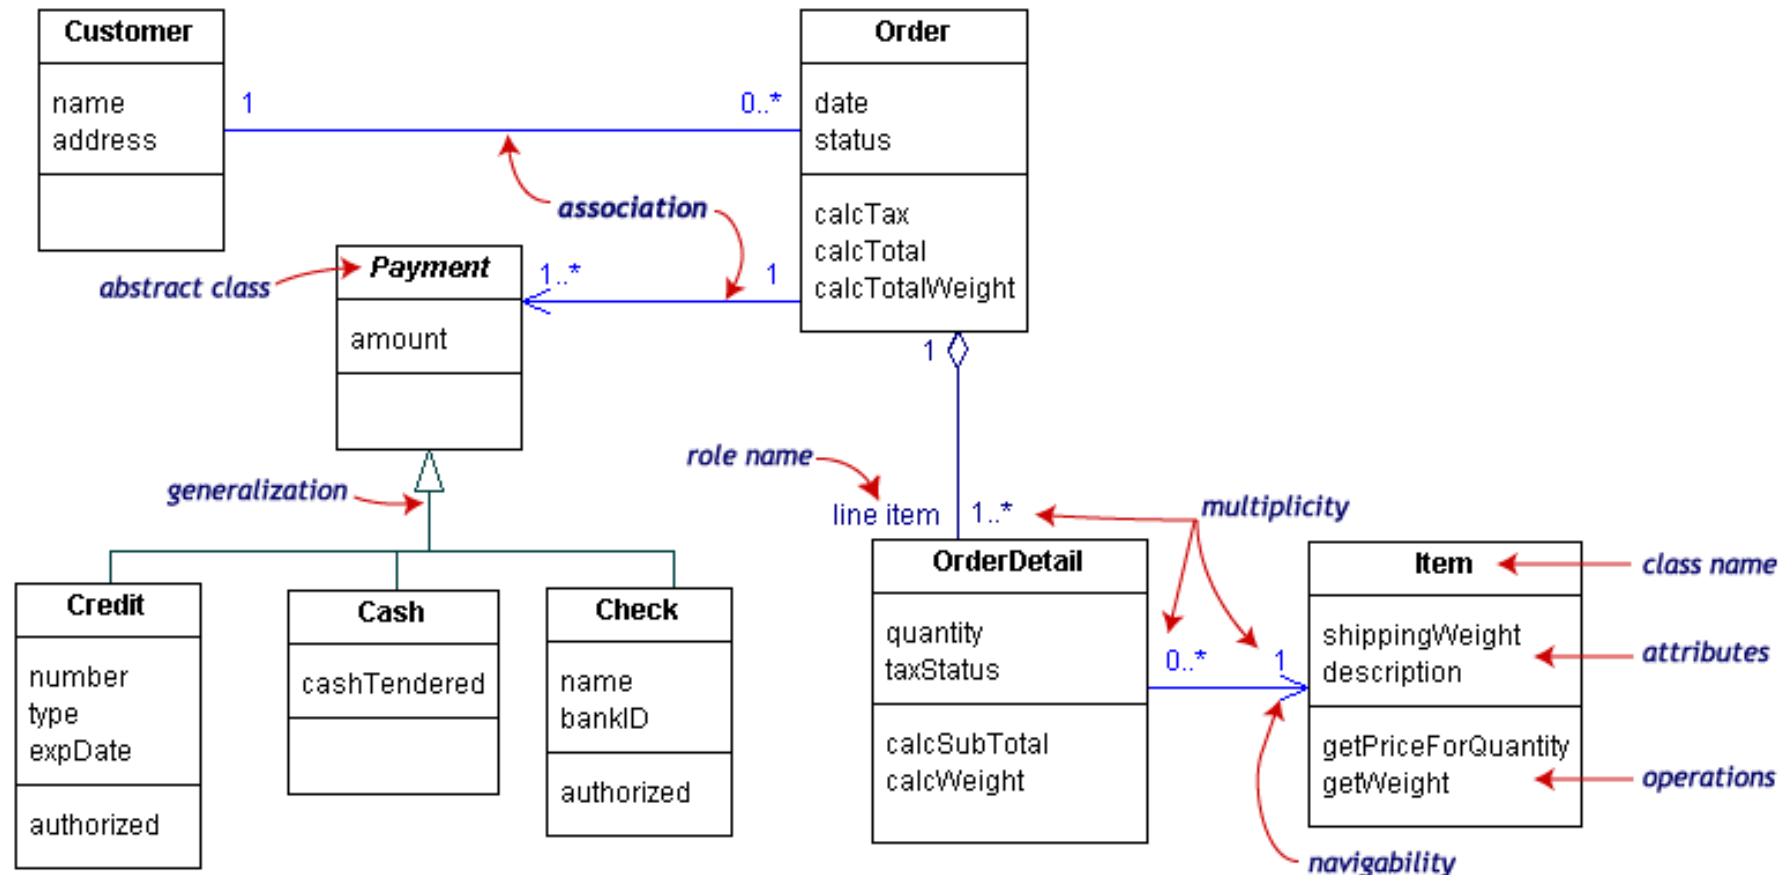 Customer
name
address
1
0..*
Order
date
status
calcTax
calcTotal
calcTotalWeight
association
abstract class
Payment
amount
1..*
1
1
generalization
role name
line item
1..*
multiplicity
Credit
number
type
expDate
authorized
Cash
cashTendered
Check
name
bankID
authorized
OrderDetail
quantity
taxStatus
calcSubTotal
calcWeight
0..*
1
Item
shippingWeight
description
getPriceForQuantity
getWeight
class name
attributes
operations
navigability